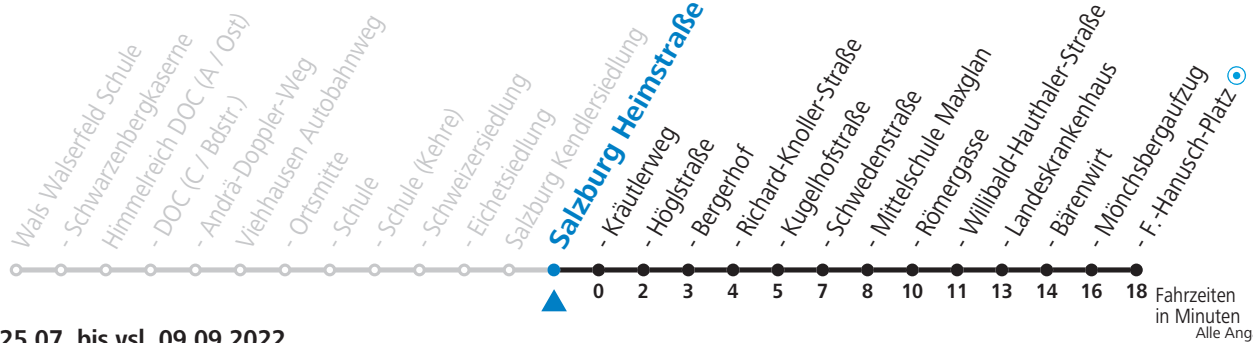 Wals Walserfeld Schule
- Schwarzenbergkaserne
Himmelreich DOC (A / Ost)
- DOC (C / Bdstr.)
- Andrä-Doppler-Weg
Viehhausen Autobahnweg
- Ortsmitte
- Schule
- Schule (Kehre)
- Schweizersiedlung
- Eichetsiedlung
Salzburg Kendlersiedlung
Salzburg Heimstraße
- Kräutlerweg
- Höglstraße
- Bergerhof
- Richard-Knoller-Straße
- Kugelhofstraße
- Schwedenstraße
- Mittelschule Maxglan
- Römergasse
- Willibald-Hauthaler-Straße
- Landeskrankenhaus
- Bärenwirt
- Mönchsbergaufzug
- F.-Hanusch-Platz
0 2 3 4 5 7 8 10 11 13 14 16 18
Fahrzeiten
in Minuten
Alle Ang
25.07. bis vsl. 09.09.2022